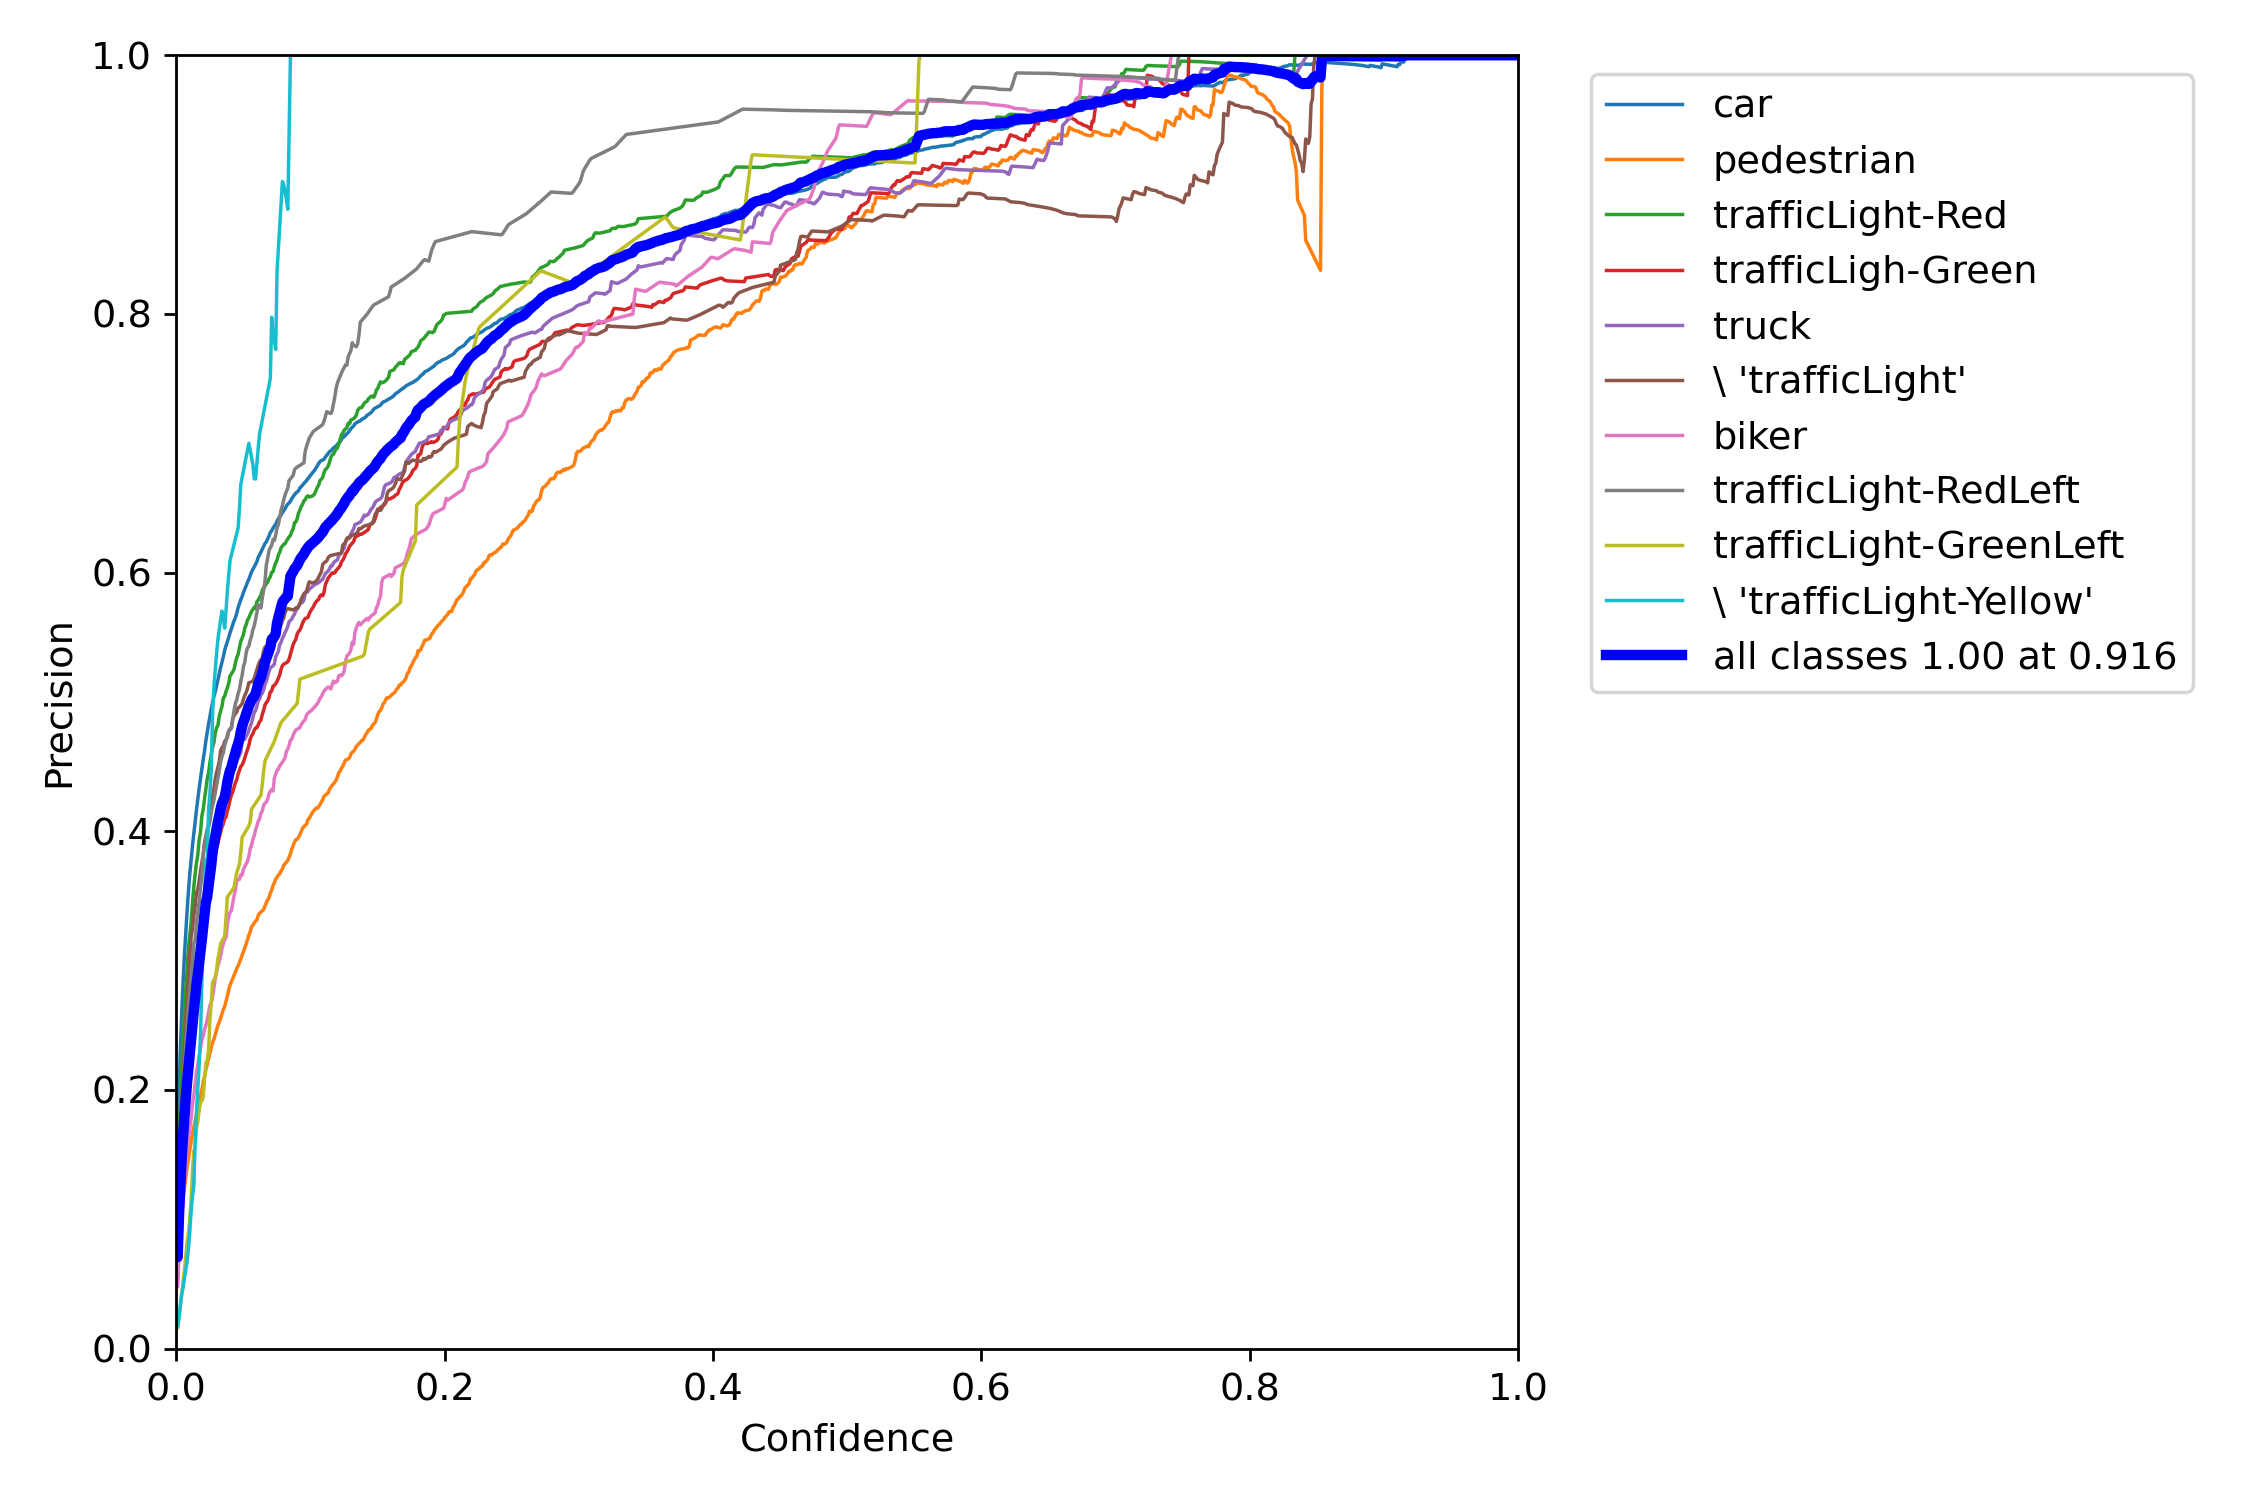 1.0
0.8
0.6
0.4
0.2
0.0
Precision
0.0 0.2 0.4 0.6 0.8 1.0
Confidence
car
pedestrian
trafficLight-Red
trafficLigh-Green
truck
\ 'trafficLight'
biker
trafficLight-RedLeft
trafficLight-GreenLeft
\ 'trafficLight-Yellow'
all classes 1.00 at 0.916